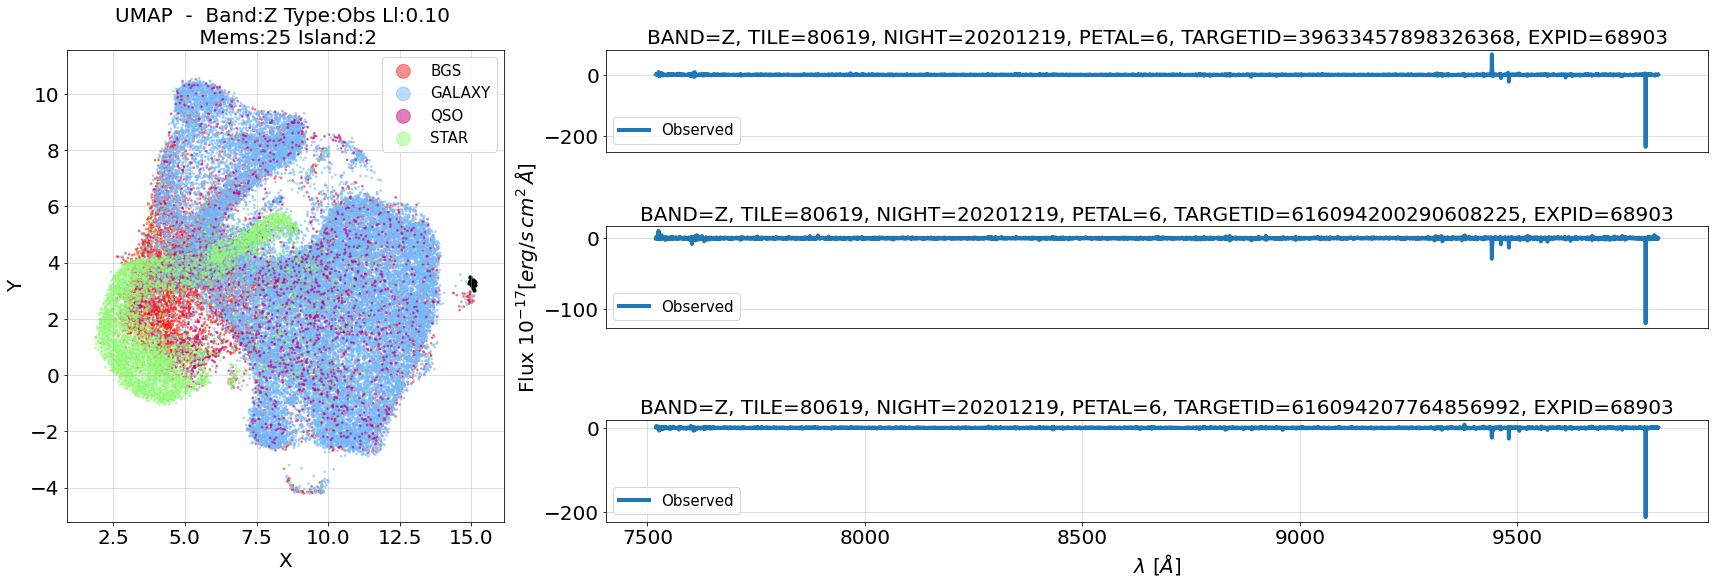 UMAP  -  Band:Z Type:Obs Ll:0.10
Mems:25 Island:2
BGS
GALAXY
QSO
STAR
Y
10
8
6
4
2
0
−2
−4
2.5 5.0 7.5 10.0 12.5 15.0
X
Flux 10^{-17}[erg/s cm^2 Å]
BAND=Z, TILE=80619, NIGHT=20201219, PETAL=6, TARGETID=39633457898326368, EXPID=68903
0
−200
Observed
BAND=Z, TILE=80619, NIGHT=20201219, PETAL=6, TARGETID=616094200290608225, EXPID=68903
0
−100
Observed
BAND=Z, TILE=80619, NIGHT=20201219, PETAL=6, TARGETID=616094207764856992, EXPID=68903
0
−200
Observed
7500 8000 8500 9000 9500
λ [Å]